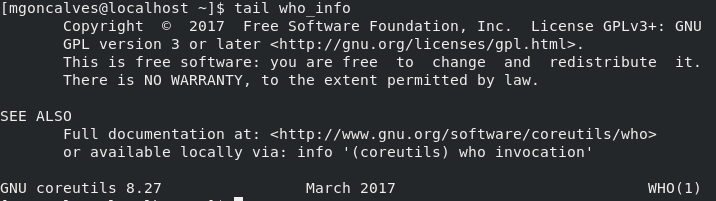 [mgoncalves@localhost ~]$ tail who_info
Copyright © 2017 Free Software Foundation, Inc. License GPLv3+: GNU
GPL version 3 or later <http://gnu.org/licenses/gpl.html>.
This is free software: you are free to change and redistribute it.
There is NO WARRANTY, to the extent permitted by law.
SEE ALSO
Full documentation at: <http://www.gnu.org/software/coreutils/who>
or available locally via: info '(coreutils) who invocation'
GNU coreutils 8.27 March 2017 WHO(1)